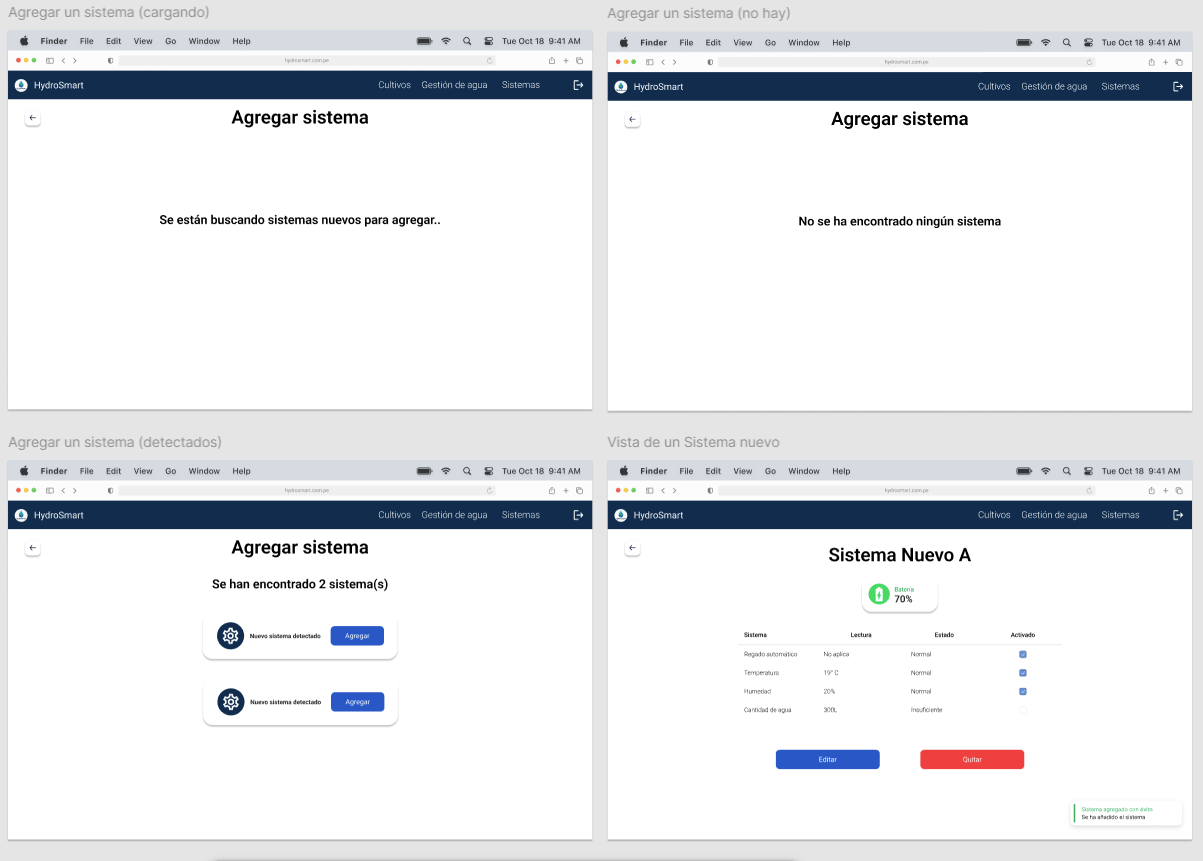 Agregar un sistema (cargando)
Finder File Edit View Go Window Help Tue Oct 18 9:41 AM
hydrosmart.com.pe
HydroSmart Cultivos Gestión de agua Sistemas
Agregar sistema
Se están buscando sistemas nuevos para agregar..
Agregar un sistema (no hay)
Finder File Edit View Go Window Help Tue Oct 18 9:41 AM
hydrosmart.com.pe
HydroSmart Cultivos Gestión de agua Sistemas
Agregar sistema
No se ha encontrado ningún sistema
Agregar un sistema (detectados)
Finder File Edit View Go Window Help Tue Oct 18 9:41 AM
hydrosmart.com.pe
HydroSmart Cultivos Gestión de agua Sistemas
Agregar sistema
Se han encontrado 2 sistema(s)
Nuevo sistema detectado Agregar
Nuevo sistema detectado Agregar
Vista de un Sistema nuevo
Finder File Edit View Go Window Help Tue Oct 18 9:41 AM
hydrosmart.com.pe
HydroSmart Cultivos Gestión de agua Sistemas
Sistema Nuevo A
Batería
70%
Sistema Lectura Estado Activado
Regado automático No aplica Normal
Temperatura 19° C Normal
Humedad 20% Normal
Cantidad de agua 300L Insuficiente
Editar Quitar
Sistema agregado con éxito
Se ha añadido el sistema